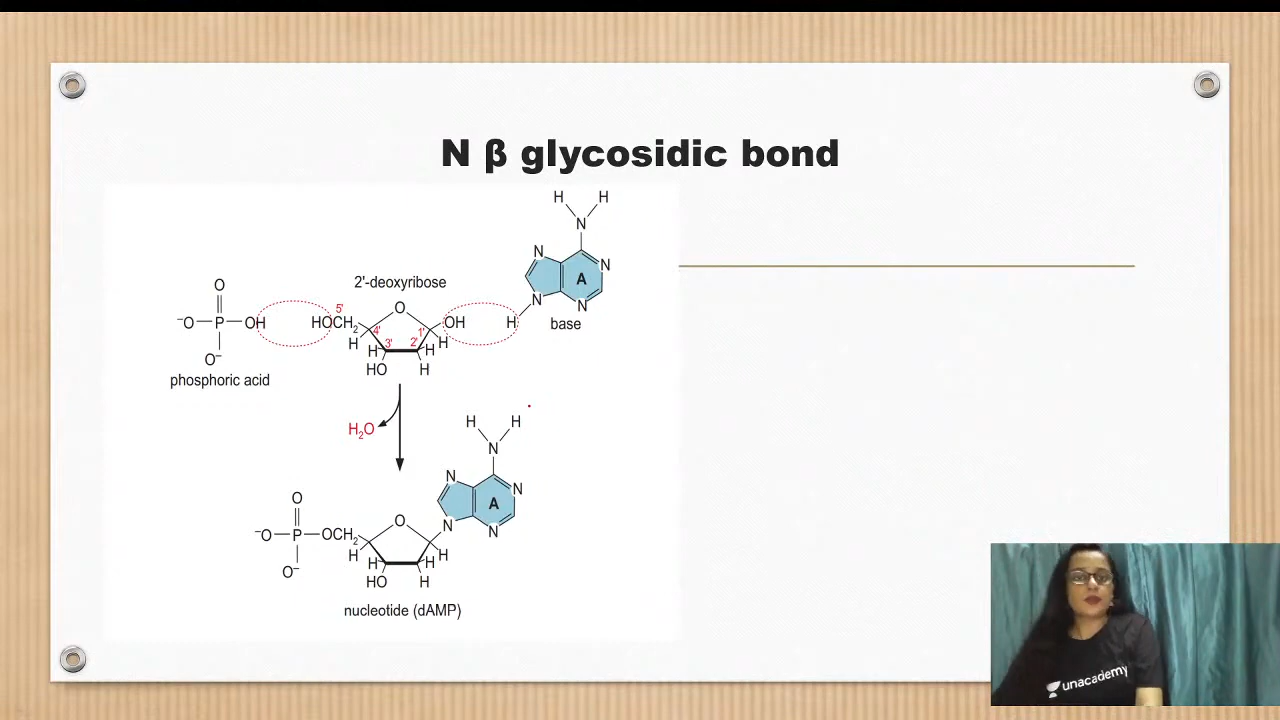 N β glycosidic bond
H H
N
N N
A
N N
H
base
2'-deoxyribose
O
⁻O P OH
O⁻
phosphoric acid
HOCH₂ 5'
O
4' 1'
3' 2'
OH
H H H H
HO H
H₂O
H H
N
N N
A
N N
O
⁻O P OCH₂
O⁻
O
H H H H
HO H
nucleotide (dAMP)
unacademy